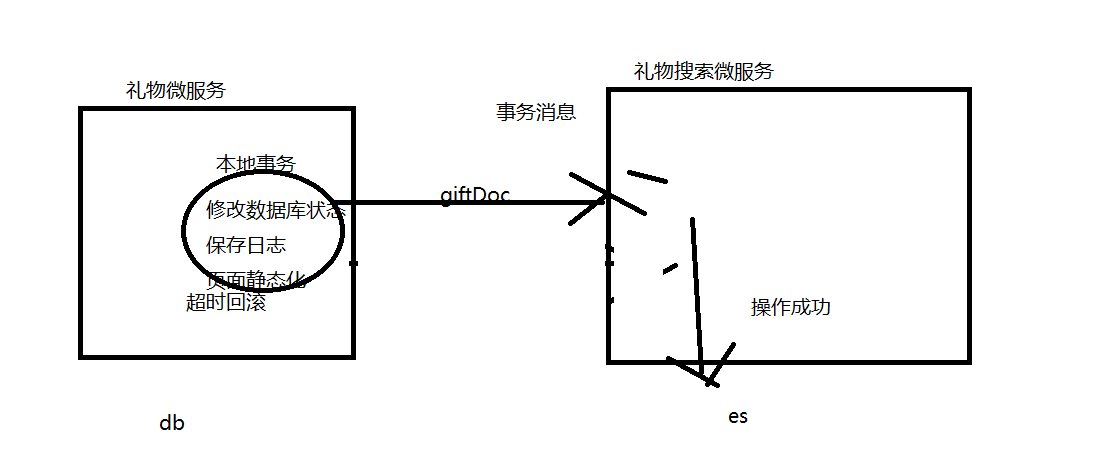 礼物微服务
本地事务
修改数据库状态
保存日志
页面静态化
超时回滚
db
事务消息
giftDoc
礼物搜索微服务
操作成功
es